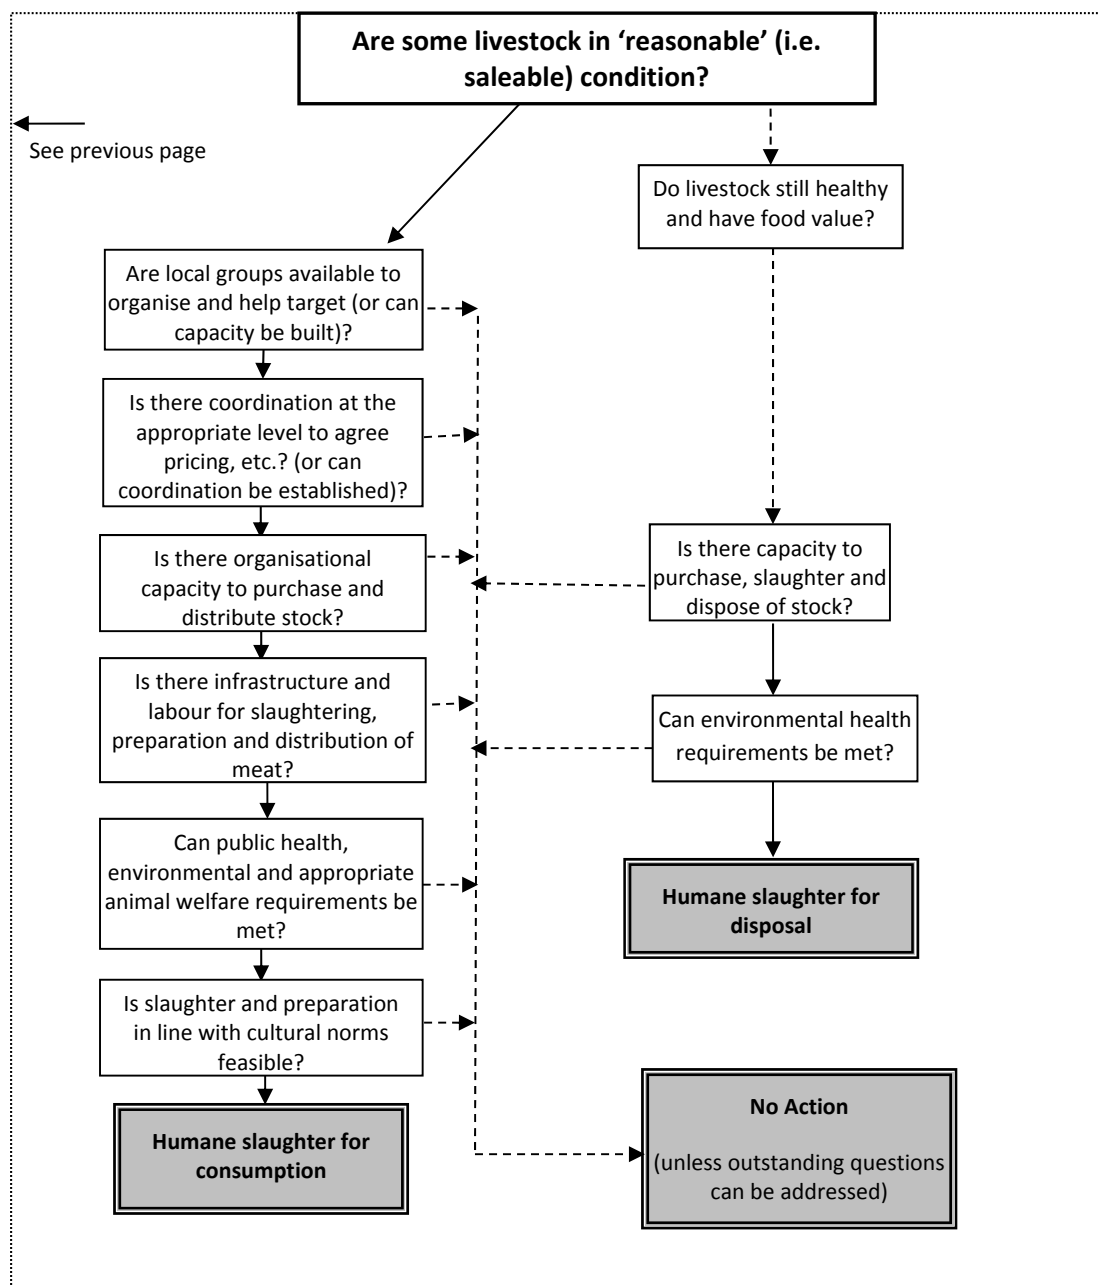 Are some livestock in ‘reasonable’ (i.e.
saleable) condition?
See previous page
Do livestock still healthy
and have food value?
Are local groups available to
organise and help target (or can
capacity be built)?
Is there coordination at the
appropriate level to agree
pricing, etc.? (or can
coordination be established)?
Is there organisational
capacity to purchase and
distribute stock?
Is there capacity to
purchase, slaughter and
dispose of stock?
Is there infrastructure and
labour for slaughtering,
preparation and distribution of
meat?
Can environmental health
requirements be met?
Can public health,
environmental and appropriate
animal welfare requirements be
met?
Humane slaughter for
disposal
Is slaughter and preparation
in line with cultural norms
feasible?
Humane slaughter for
consumption
No Action
(unless outstanding questions
can be addressed)